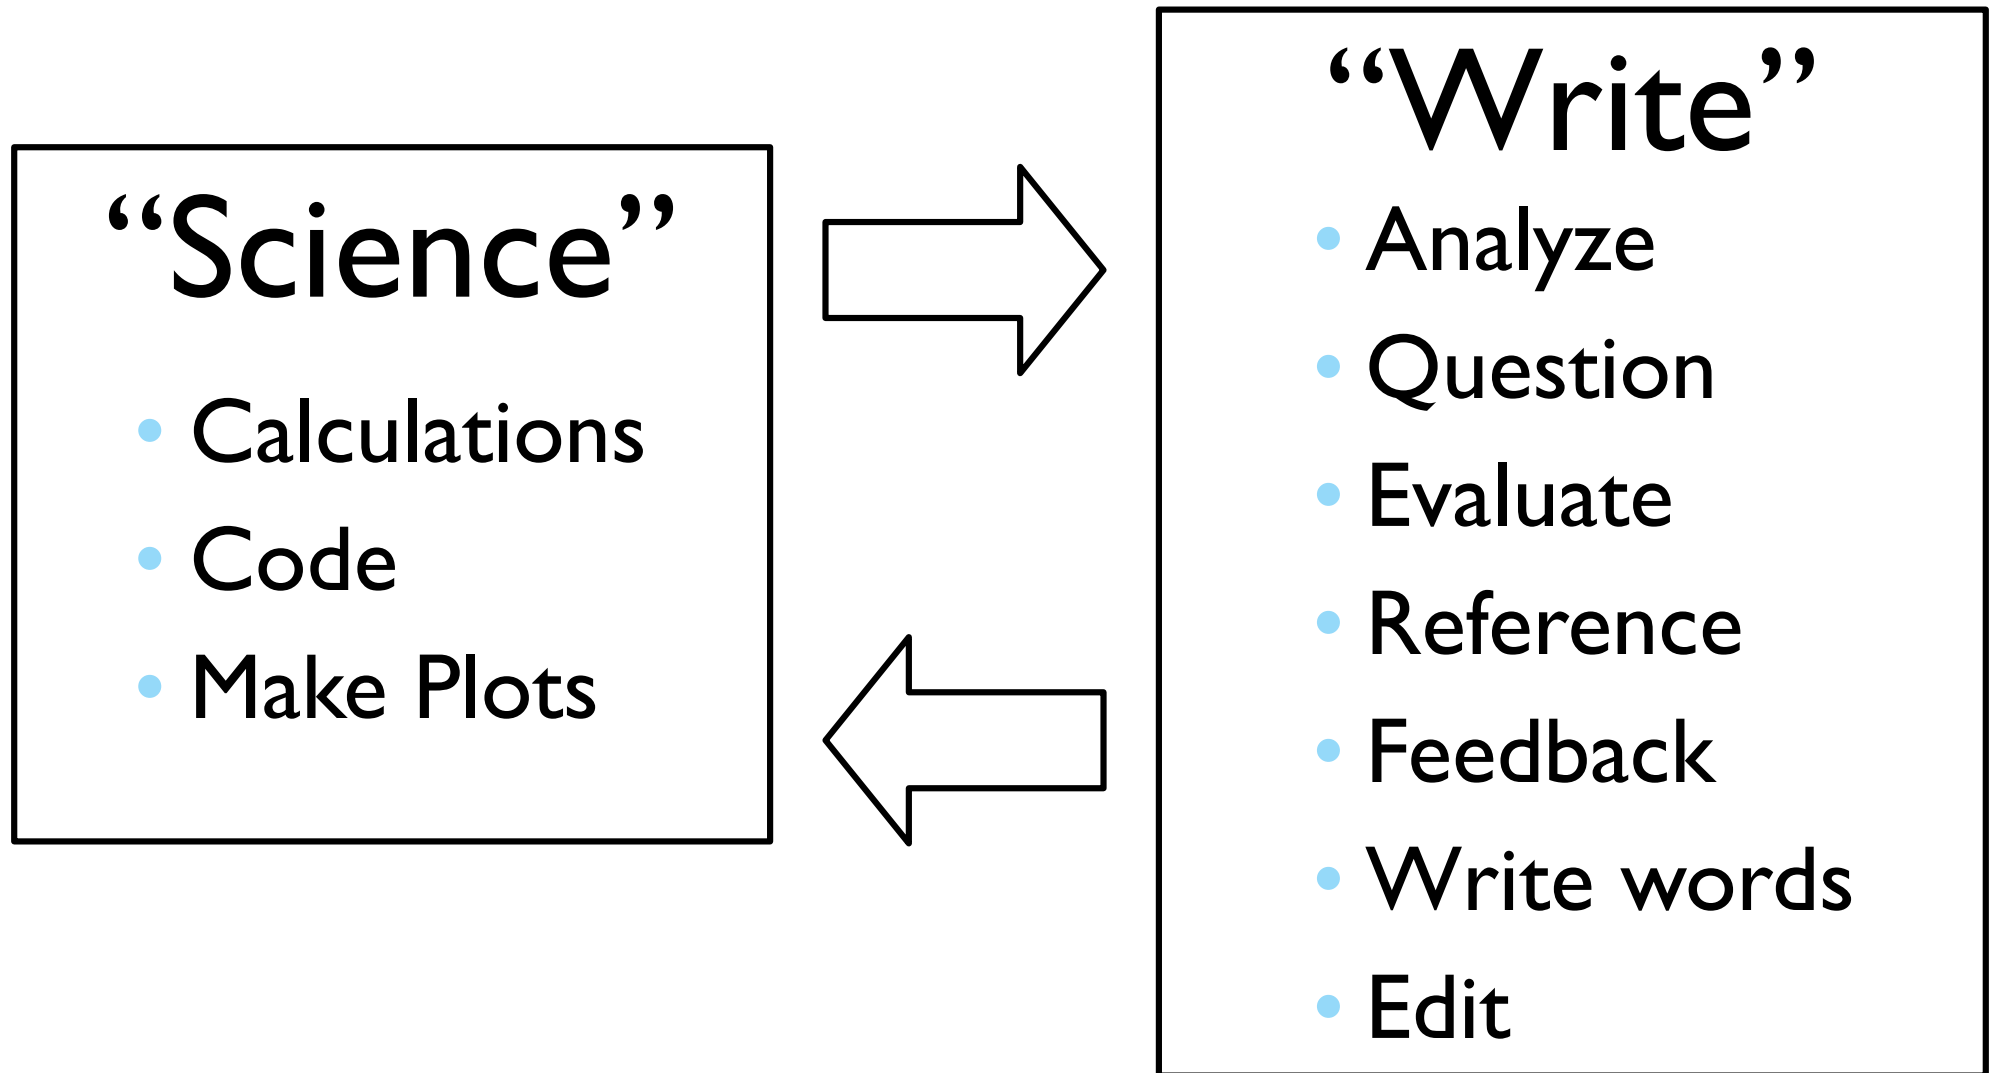 “Science”
• Calculations
• Code
• Make Plots
“Write”
• Analyze
• Question
• Evaluate
• Reference
• Feedback
• Write words
• Edit